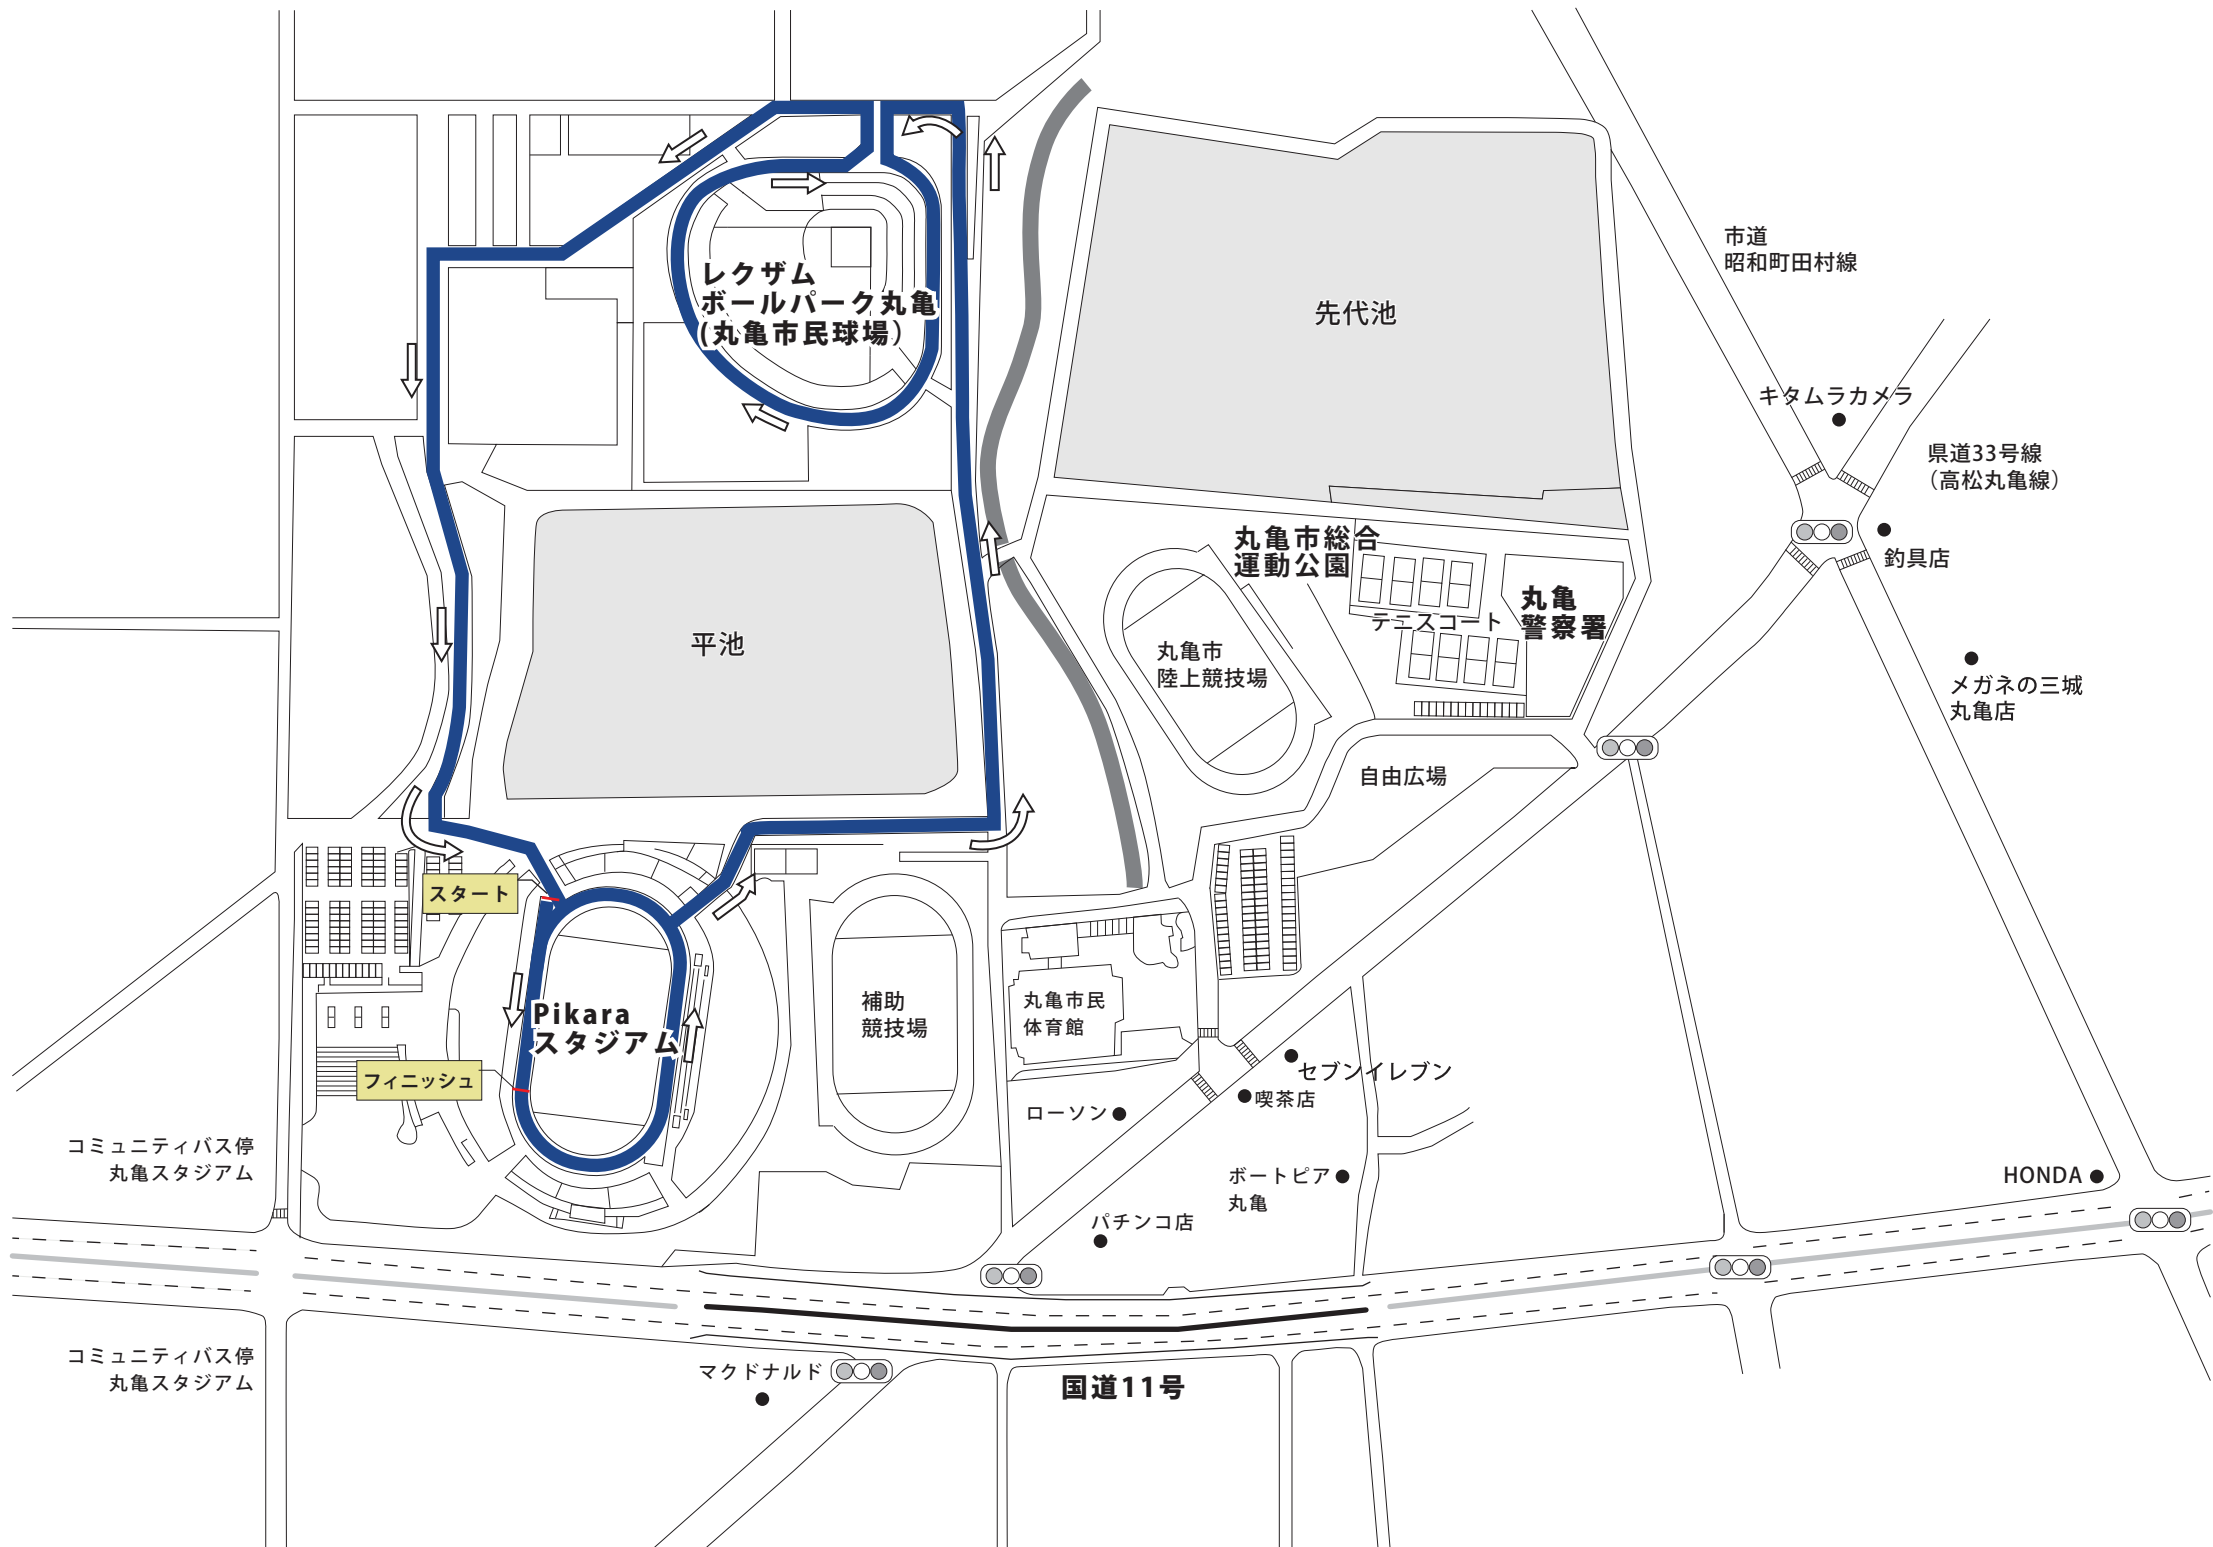 レクザム
ボールパーク丸亀
(丸亀市民球場）
先代池
市道
昭和町田村線
キタムラカメラ
県道33号線
（高松丸亀線）
釣具店
丸亀市総合
運動公園
テニスコート
丸亀
警察署
丸亀市
陸上競技場
メガネの三城
丸亀店
平池
自由広場
スタート
Pikara
スタジアム
フィニッシュ
補助
競技場
丸亀市民
体育館
セブンイレブン
喫茶店
ローソン
コミュニティバス停
丸亀スタジアム
ボートピア
丸亀
HONDA
パチンコ店
コミュニティバス停
丸亀スタジアム
マクドナルド
国道11号